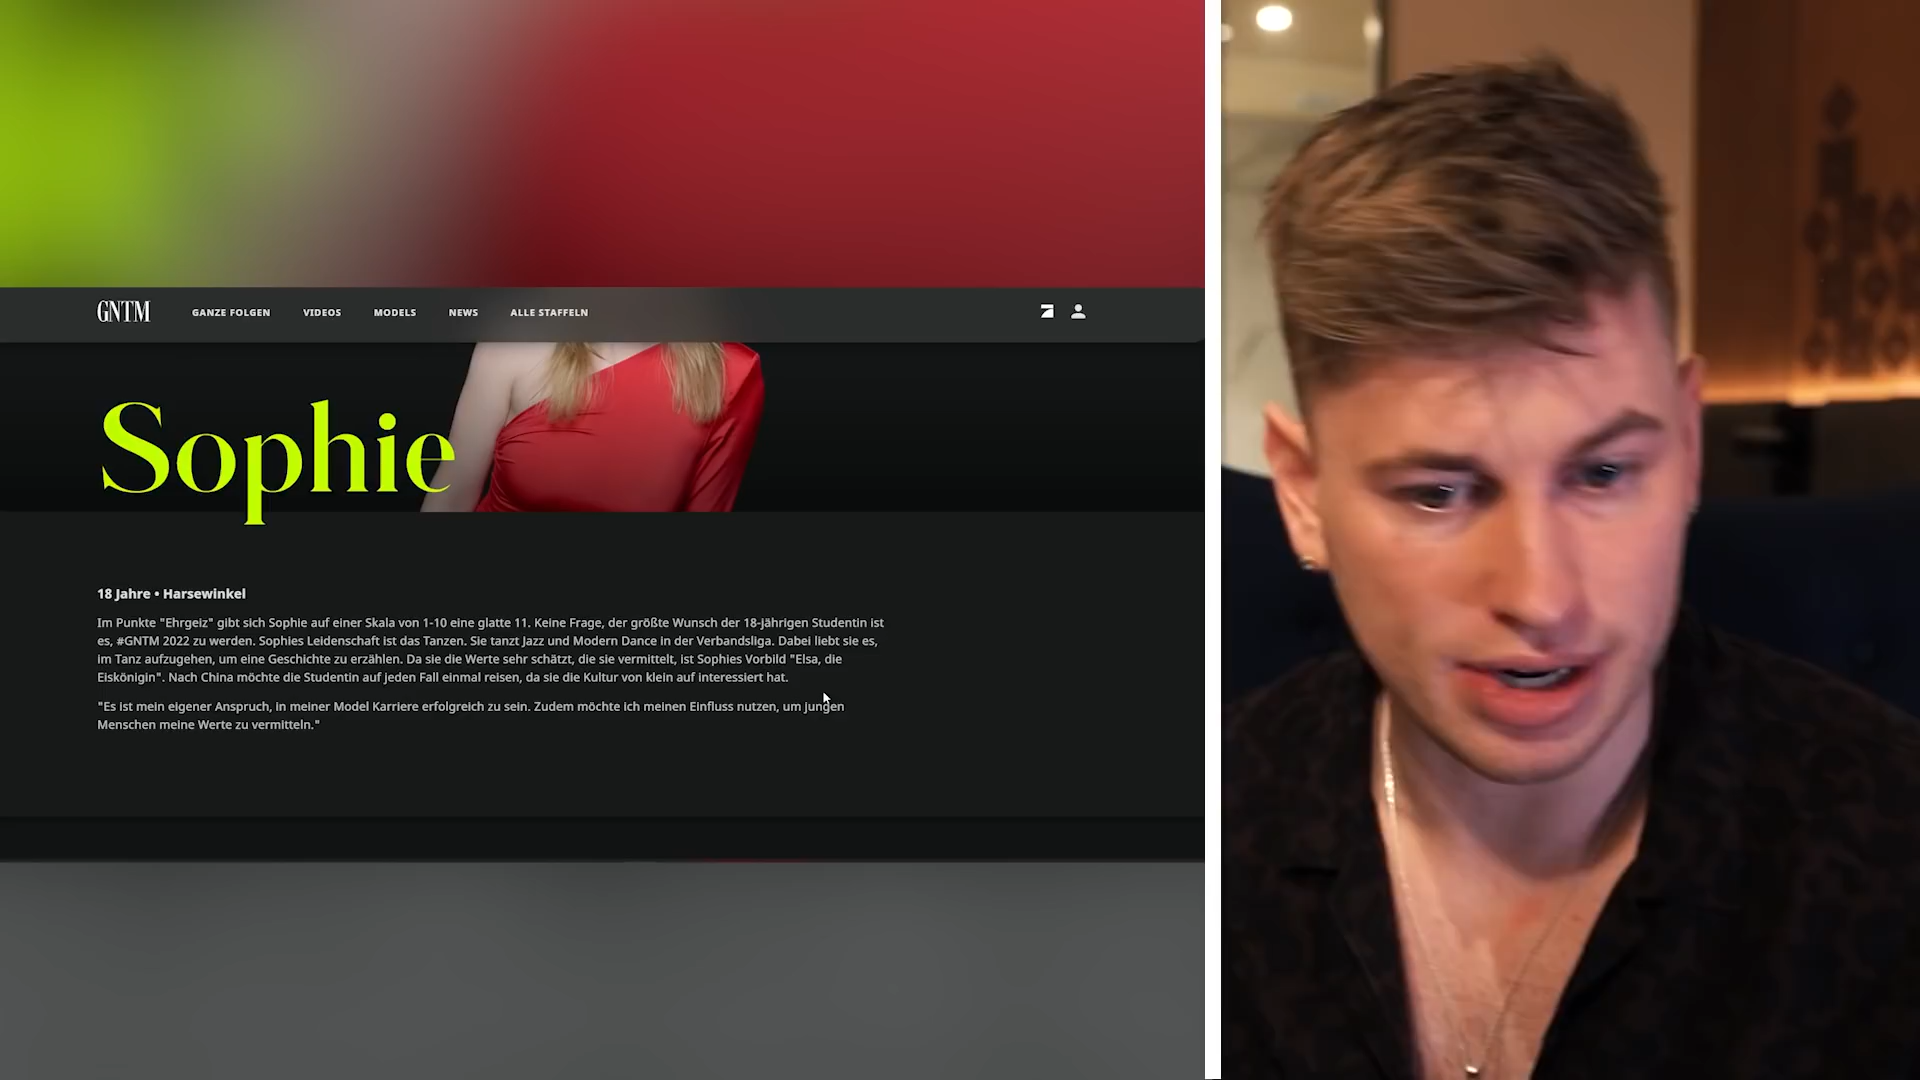 GNTM GANZE FOLGEN VIDEOS MODELS NEWS ALLE STAFFELN
Sophie
18 Jahre • Harsewinkel
Im Punkte "Ehrgeiz" gibt sich Sophie auf einer Skala von 1-10 eine glatte 11. Keine Frage, der größte Wunsch der 18-Jährigen Studentin ist
es, #GNTM 2022 zu werden. Sophies Leidenschaft ist das Tanzen. Sie tanzt Jazz und Modern Dance in der Verbandsliga. Dabei liebt sie es,
im Tanz aufzugehen, um eine Geschichte zu erzählen. Da sie die Werte sehr schätzt, die sie vermittelt, ist Sophies Vorbild "Elsa, die
Eiskönigin". Nach China möchte die Studentin auf jeden Fall einmal reisen, da sie die Kultur von klein auf interessiert hat.
"Es ist mein eigener Anspruch, in meiner Model Karriere erfolgreich zu sein. Zudem möchte ich meinen Einfluss nutzen, um jungen
Menschen meine Werte zu vermitteln."